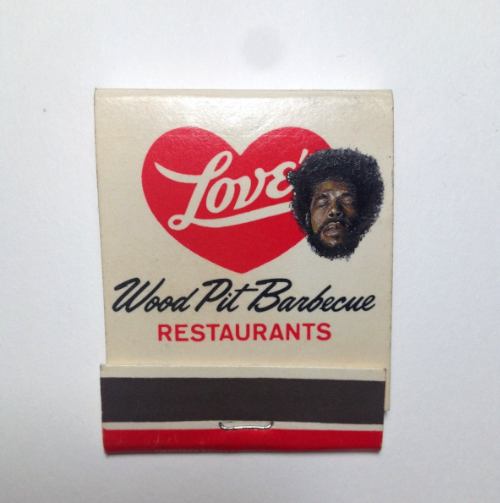 Love'
Wood Pit Barbecue
RESTAURANTS